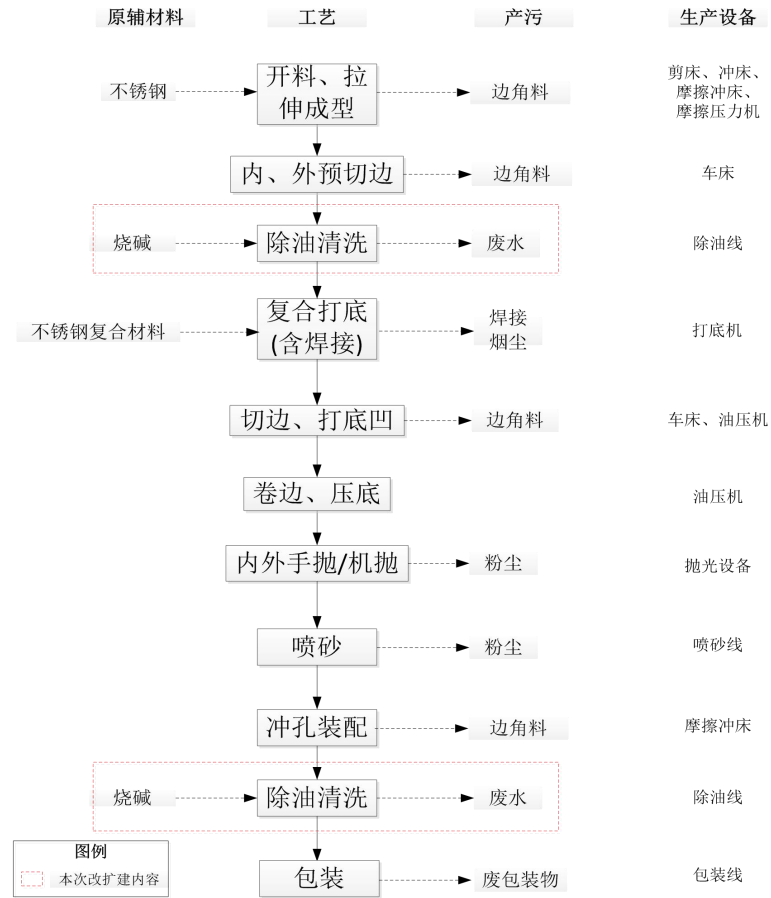 原辅材料 工艺 产污 生产设备
不锈钢 开料、拉 边角料 剪床、冲床、
伸成型 摩擦冲床、
摩擦压力机
内、外预切边 边角料 车床
烧碱 除油清洗 废水 除油线
不锈钢复合材料 复合打底 焊接 打底机
(含焊接) 烟尘
切边、打底凹 边角料 车床、油压机
卷边、压底 油压机
内外手抛/机抛 粉尘 抛光设备
喷砂 粉尘 喷砂线
冲孔装配 边角料 摩擦冲床
烧碱 除油清洗 废水 除油线
图例
本次改扩建内容
包装 废包装物 包装线